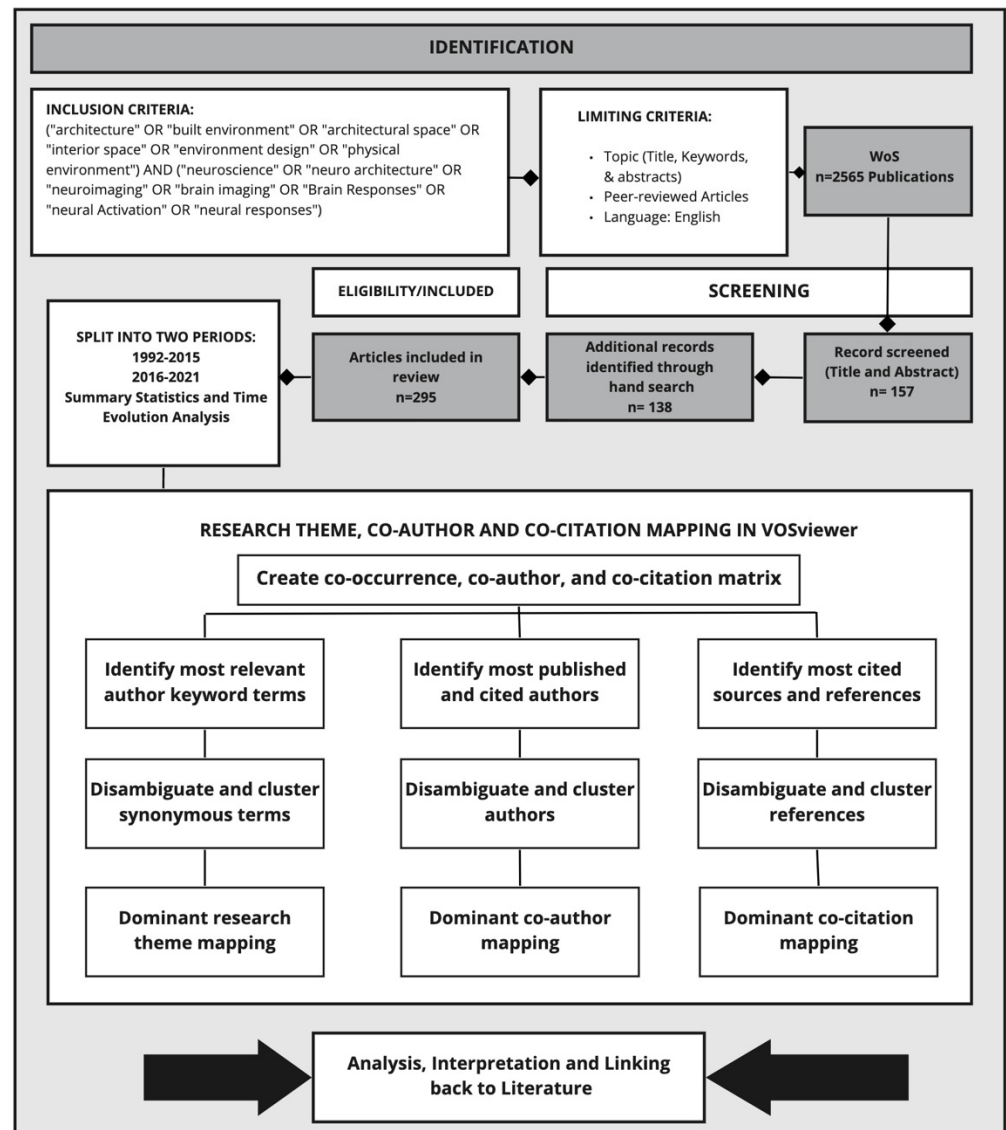 IDENTIFICATION
INCLUSION CRITERIA:
("architecture" OR "built environment" OR "architectural space" OR
"interior space" OR "environment design" OR "physical
environment") AND ("neuroscience" OR "neuro architecture" OR
"neuroimaging" OR "brain imaging" OR "Brain Responses" OR
"neural Activation" OR "neural responses")
LIMITING CRITERIA:
• Topic (Title, Keywords,
& abstracts)
• Peer-reviewed Articles
• Language: English
WoS
n=2565 Publications
SCREENING
Record screened
(Title and Abstract)
n= 157
Additional records
identified through
hand search
n= 138
ELIGIBILITY/INCLUDED
Articles included in
review
n=295
SPLIT INTO TWO PERIODS:
1992-2015
2016-2021
Summary Statistics and Time
Evolution Analysis
RESEARCH THEME, CO-AUTHOR AND CO-CITATION MAPPING IN VOSviewer
Create co-occurrence, co-author, and co-citation matrix
Identify most relevant
author keyword terms
Disambiguate and cluster
synonymous terms
Dominant research
theme mapping
Identify most published
and cited authors
Disambiguate and cluster
authors
Dominant co-author
mapping
Identify most cited
sources and references
Disambiguate and cluster
references
Dominant co-citation
mapping
Analysis, Interpretation and Linking
back to Literature